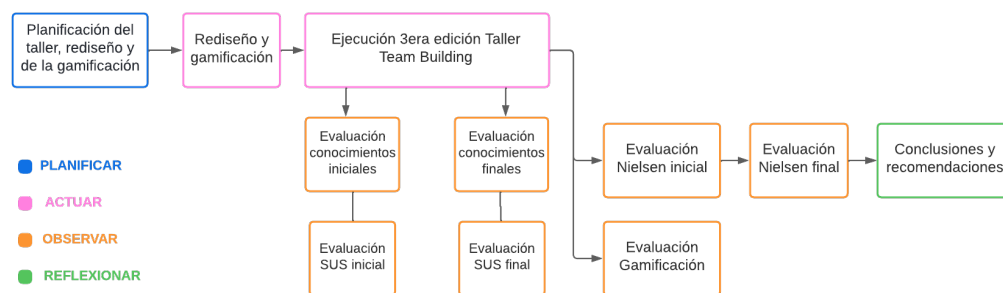 Planificación del
taller, rediseño y
de la gamificación
Rediseño y
gamificación
Ejecución 3era edición Taller
Team Building
Evaluación
conocimientos
iniciales
Evaluación
conocimientos
finales
Evaluación
Nielsen inicial
Evaluación
Nielsen final
Conclusiones y
recomendaciones
PLANIFICAR
ACTUAR
OBSERVAR
REFLEXIONAR
Evaluación
SUS inicial
Evaluación
SUS final
Evaluación
Gamificación